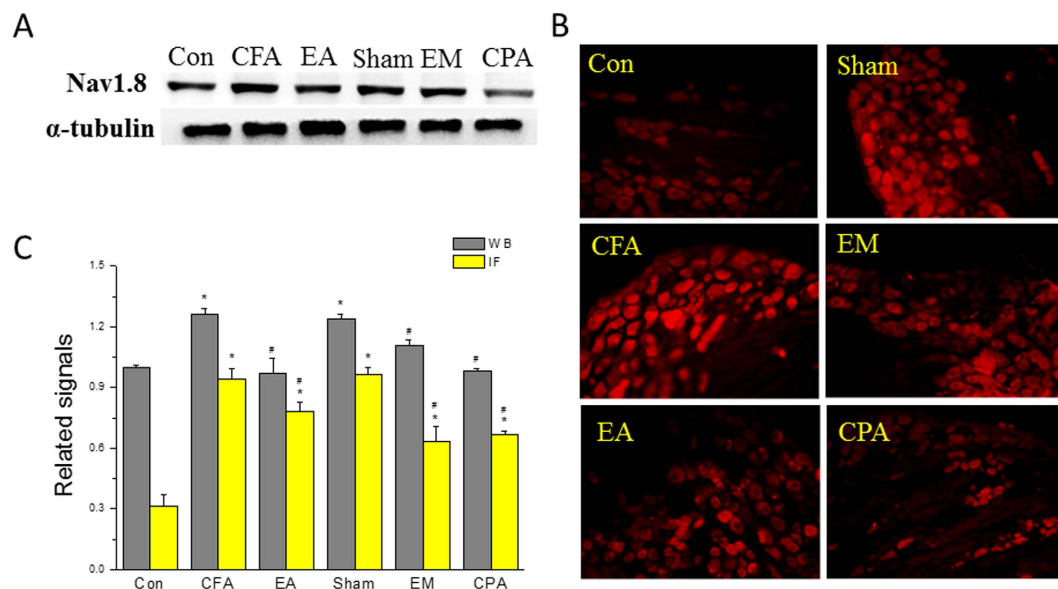 A
Con CFA EA Sham EM CPA
Nav1.8
α-tubulin
B
Con
Sham
CFA
EM
EA
CPA
C
WB
IF
Related signals
1.5
1.2
0.9
0.6
0.3
0.0
* * # # * * * # # * # # *
Con CFA EA Sham EM CPA